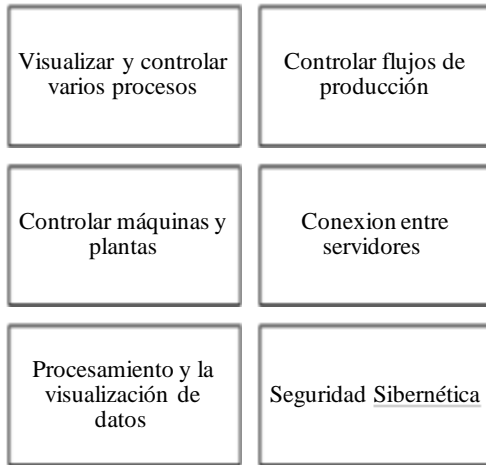 Visualizar y controlar
varios procesos
Controlar flujos de
producción
Controlar máquinas y
plantas
Conexion entre
servidores
Procesamiento y la
visualización de
datos
Seguridad Sibernética